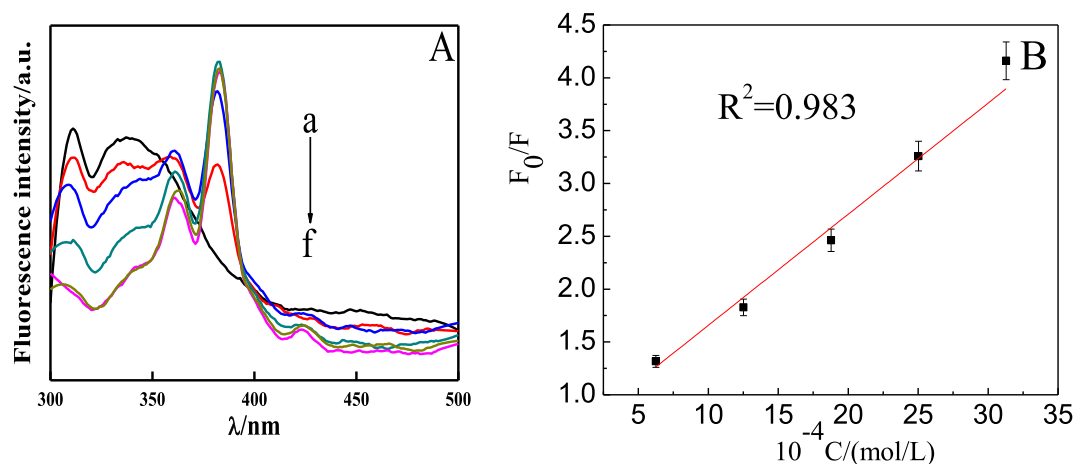 A
a
f
Fluorescence intensity/a.u.
300
350
400
450
500
λ/nm
B
R²=0.983
F₀/F
4.5
4.0
3.5
3.0
2.5
2.0
1.5
1.0
5
10
15
20
25
30
35
10⁻⁴C/(mol/L)